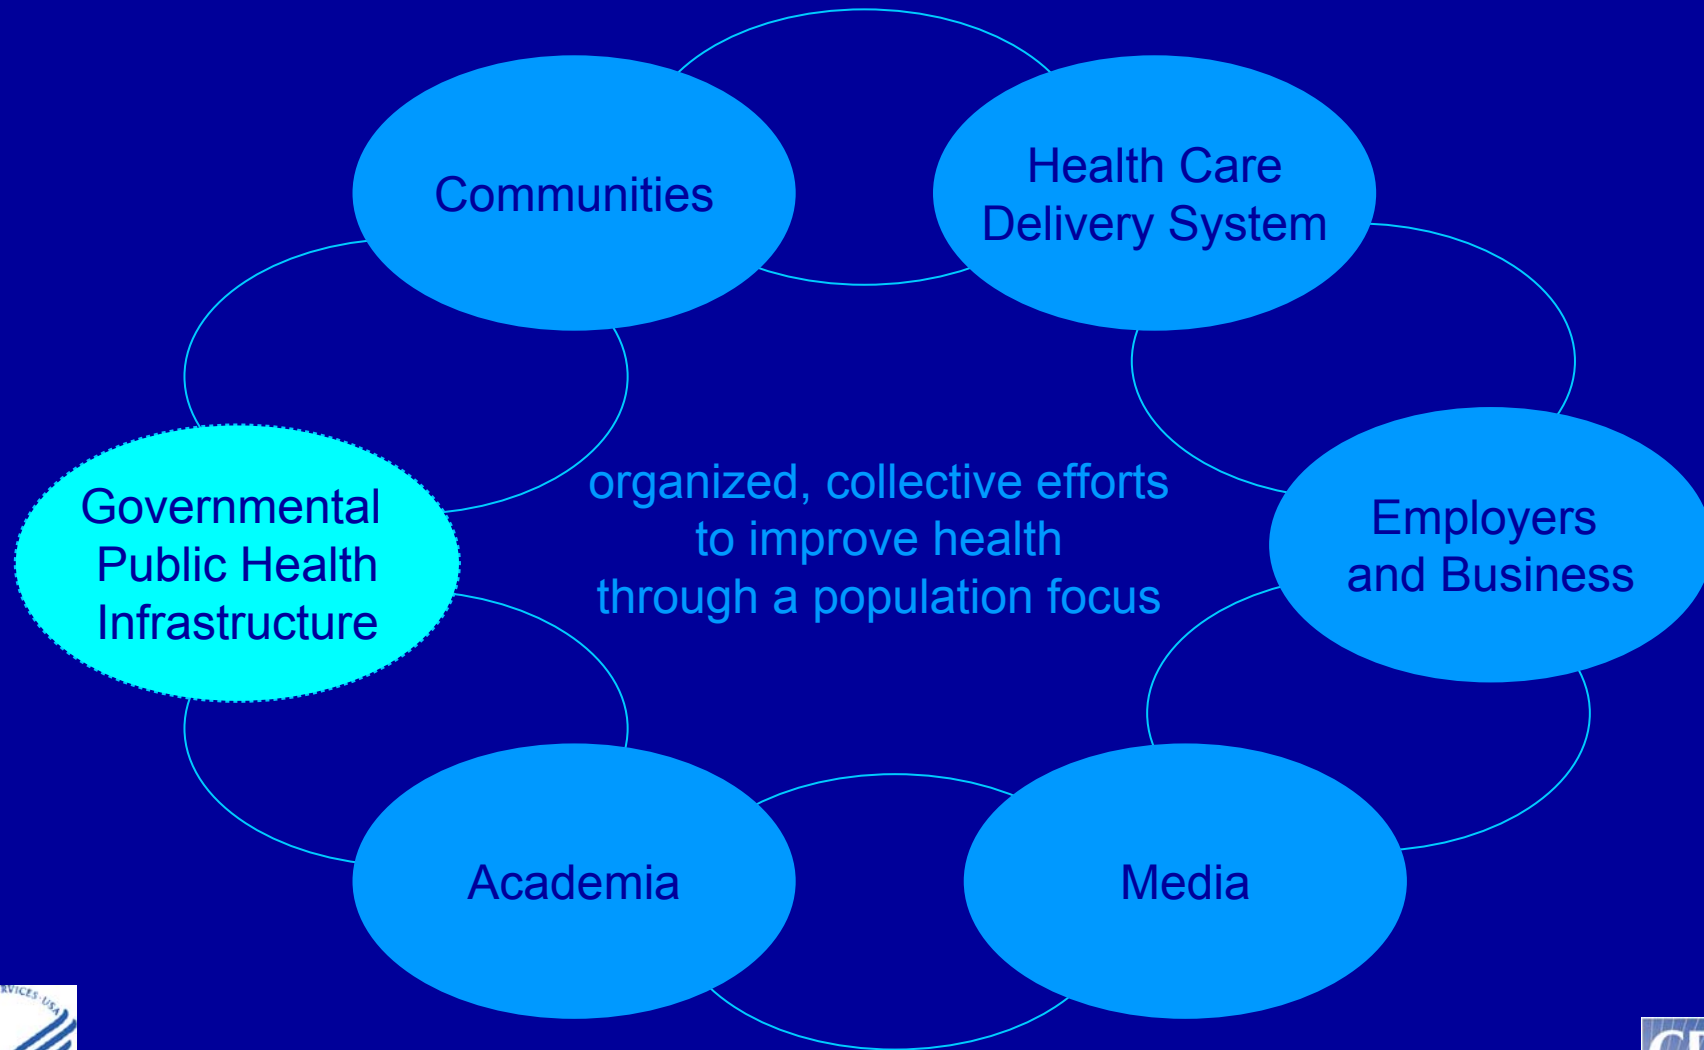 Communities
Health Care
Delivery System
Governmental
Public Health
Infrastructure
organized, collective efforts
to improve health
through a population focus
Employers
and Business
Academia
Media
USA